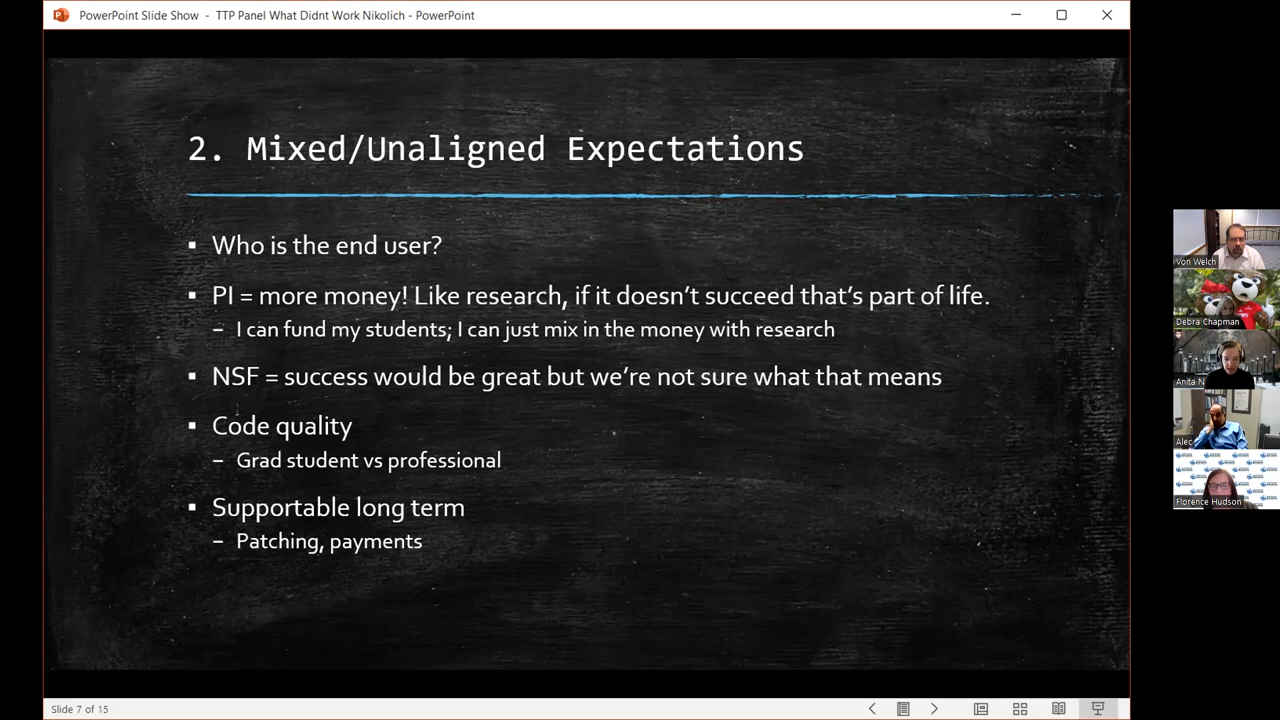 PowerPoint Slide Show - TTP Panel What Didnt Work Nikolich - PowerPoint
2. Mixed/Unaligned Expectations
▪ Who is the end user?
▪ PI = more money! Like research, if it doesn’t succeed that’s part of life.
– I can fund my students; I can just mix in the money with research
▪ NSF = success would be great but we’re not sure what that means
▪ Code quality
– Grad student vs professional
▪ Supportable long term
– Patching, payments
Von Welch
Debra Chapman
Anita N
Alec
Florence Hudson
Slide 7 of 15